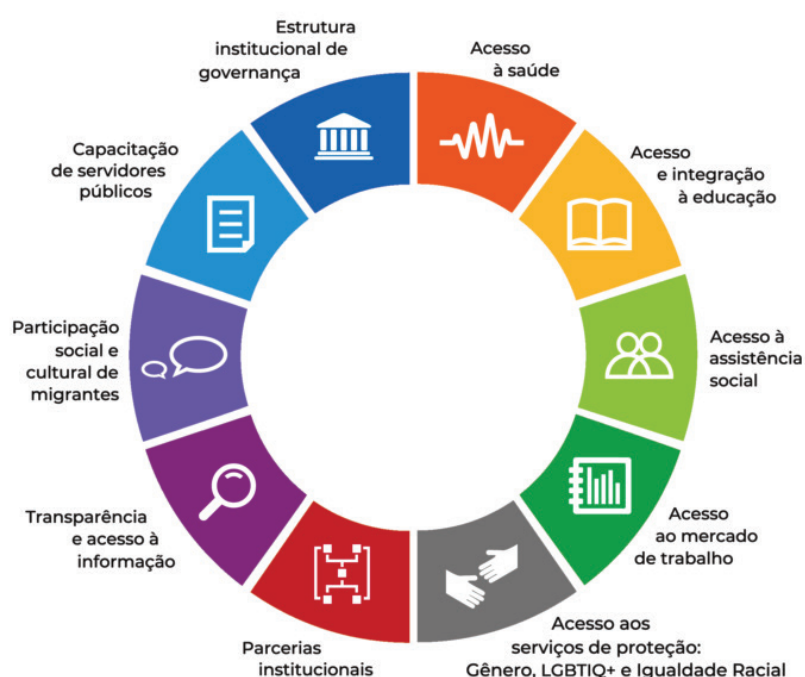 Estrutura
institucional de
governança
Acesso
à saúde
Acesso
e integração
à educação
Acesso à
assistência
social
Acesso
ao mercado
de trabalho
Acesso aos
serviços de proteção:
Gênero, LGBTIQ+ e Igualdade Racial
Parcerias
institucionais
Transparência
e acesso à
informação
Participação
social e
cultural de
migrantes
Capacitação
de servidores
públicos